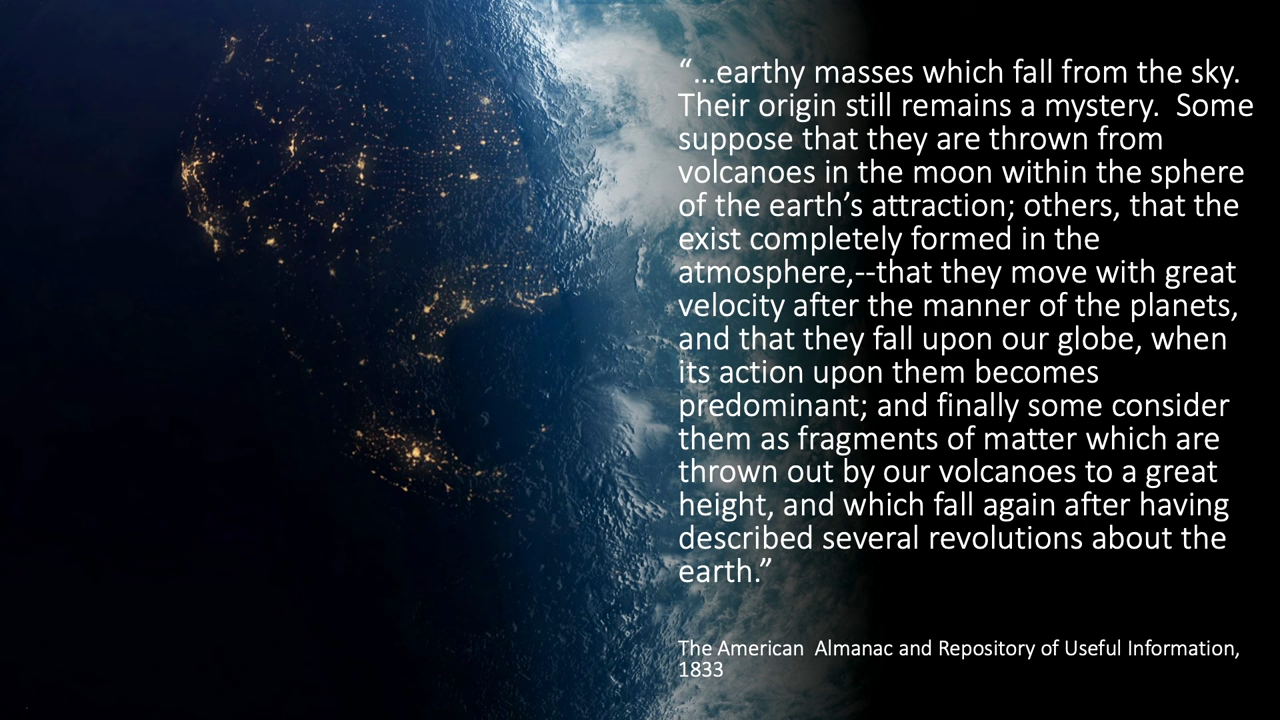 “…earthy masses which fall from the sky.
Their origin still remains a mystery.  Some
suppose that they are thrown from
volcanoes in the moon within the sphere
of the earth’s attraction; others, that the
exist completely formed in the
atmosphere,--that they move with great
velocity after the manner of the planets,
and that they fall upon our globe, when
its action upon them becomes
predominant; and finally some consider
them as fragments of matter which are
thrown out by our volcanoes to a great
height, and which fall again after having
described several revolutions about the
earth.”
The American  Almanac and Repository of Useful Information,
1833